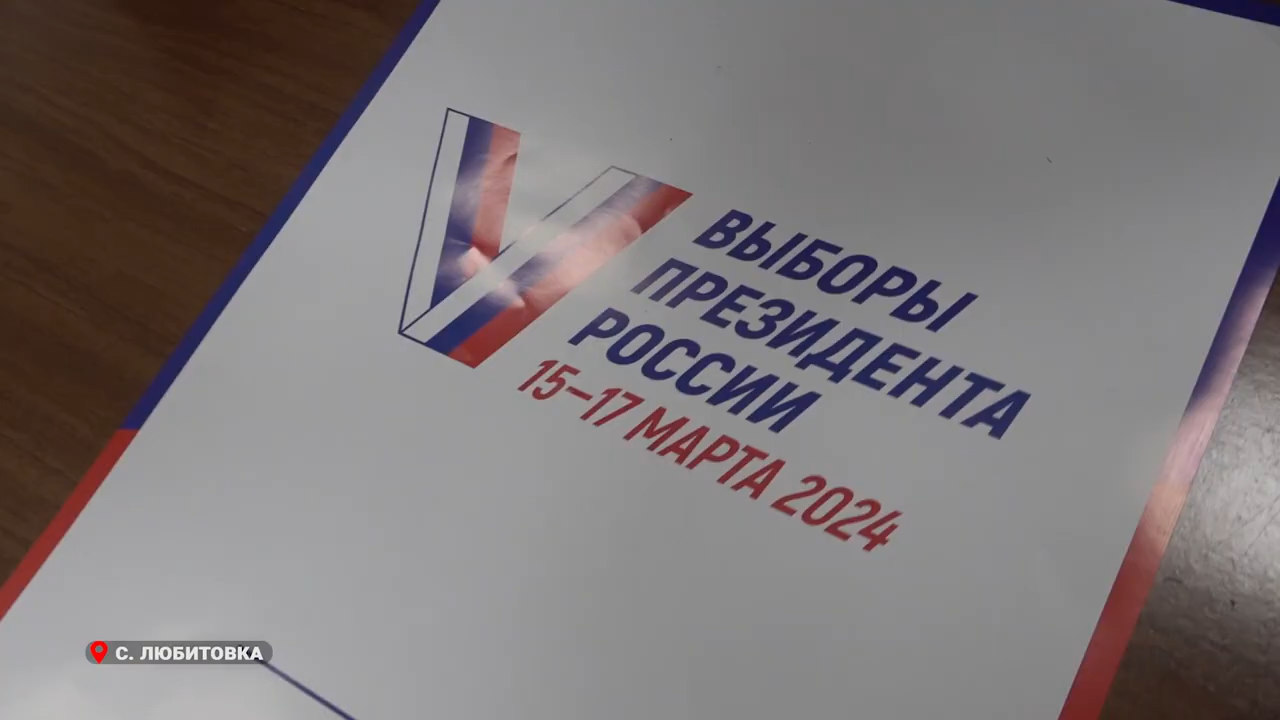 ВЫБОРЫ
ПРЕЗИДЕНТА
РОССИИ
15–17 МАРТА 2024
С. ЛЮБИТОВКА